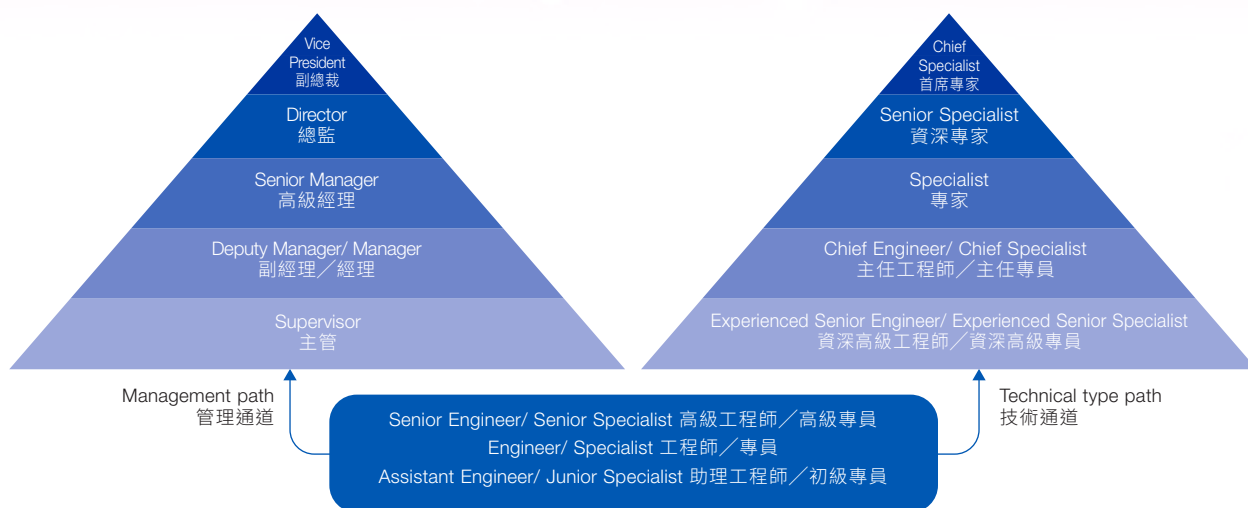 Vice
President
副總裁
Director
總監
Senior Manager
高級經理
Deputy Manager/ Manager
副經理／經理
Supervisor
主管
Chief
Specialist
首席專家
Senior Specialist
資深專家
Specialist
專家
Chief Engineer/ Chief Specialist
主任工程師／主任專員
Experienced Senior Engineer/ Experienced Senior Specialist
資深高級工程師／資深高級專員
Management path
管理通道
Technical type path
技術通道
Senior Engineer/ Senior Specialist 高級工程師／高級專員
Engineer/ Specialist 工程師／專員
Assistant Engineer/ Junior Specialist 助理工程師／初級專員